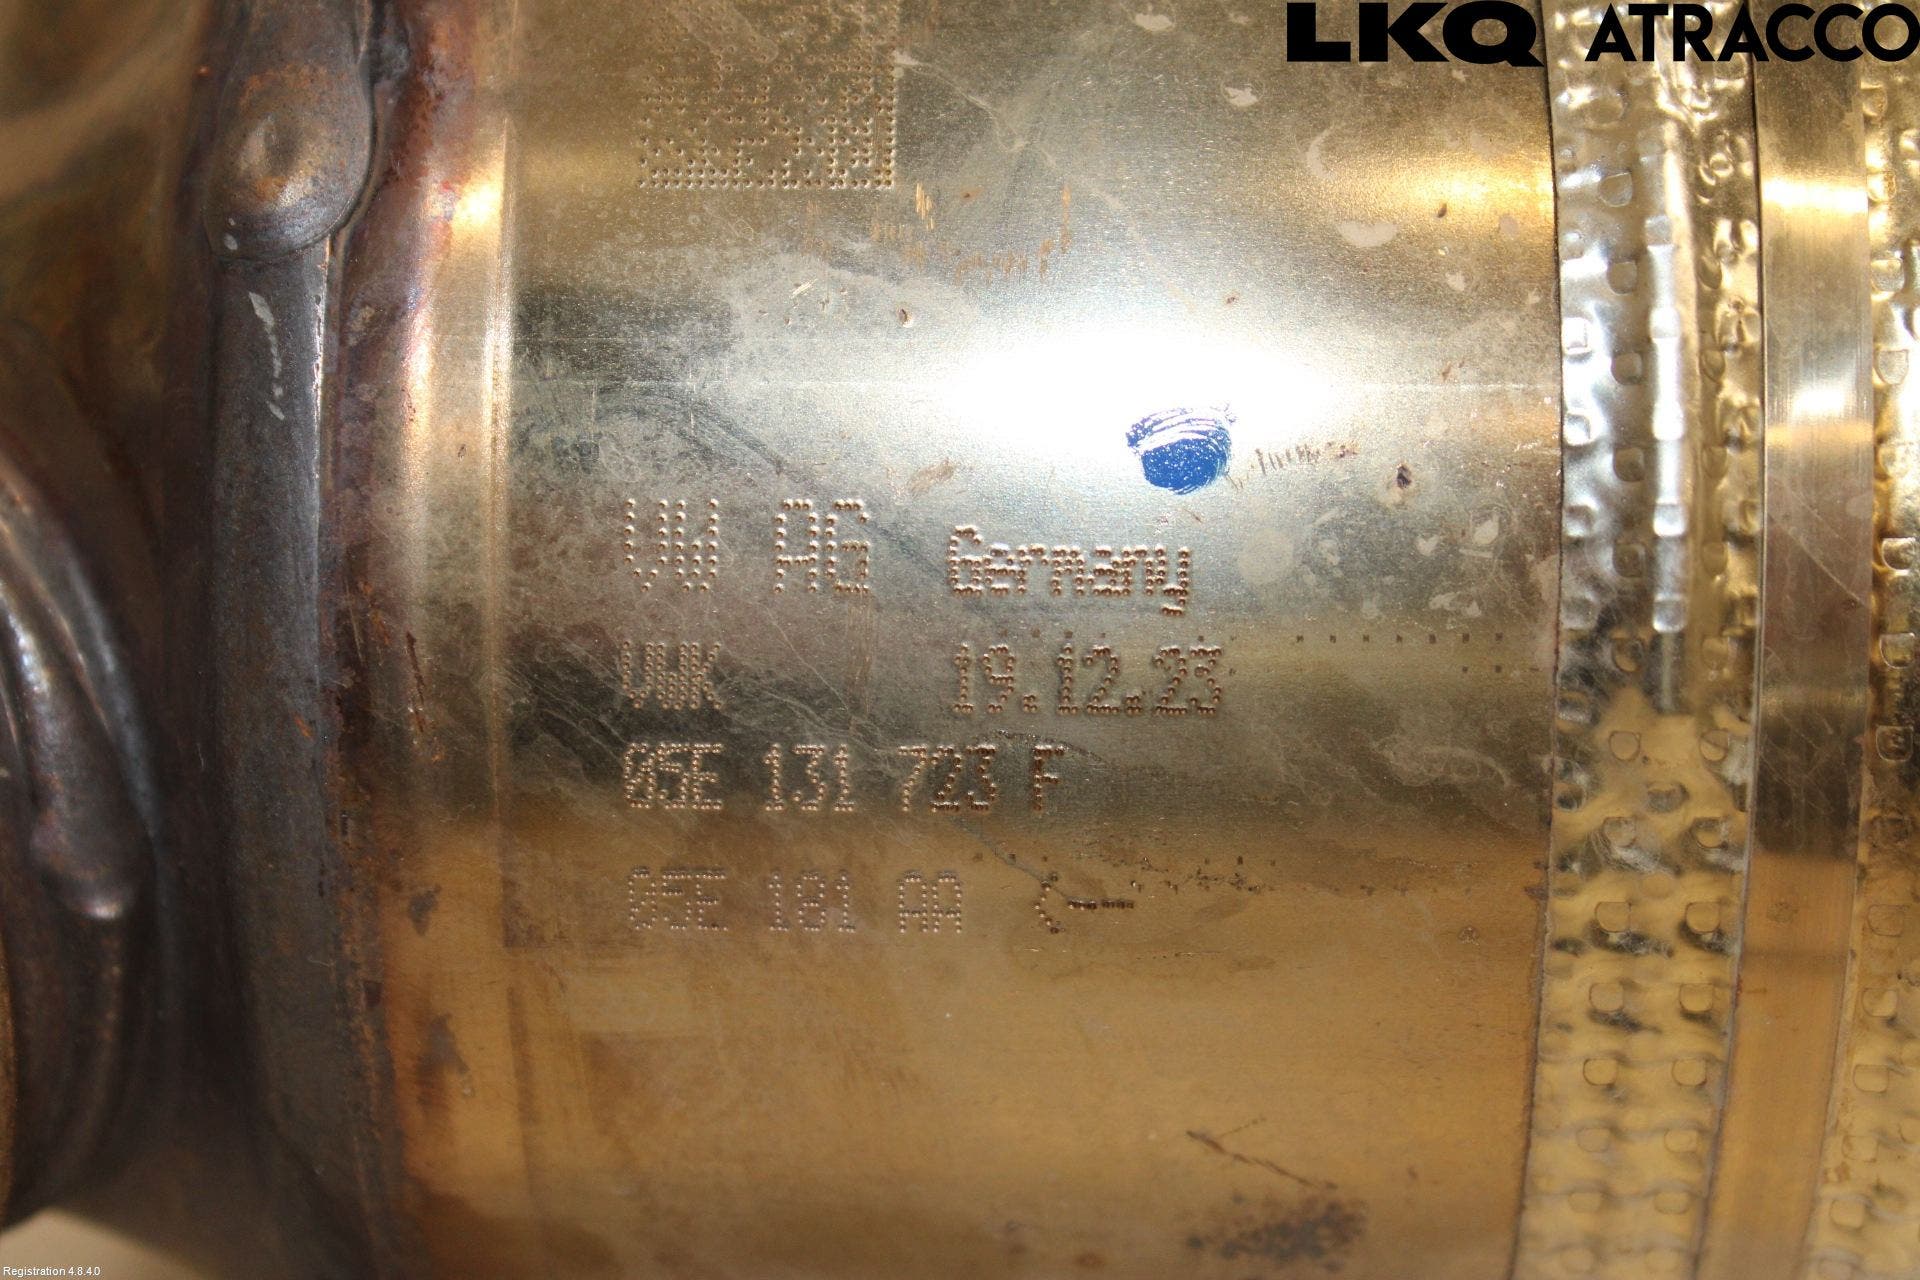 LKQ ATRACCO
VW AG Germany
VWK 19.12.23
05E 131 723 F
05E 181 AA
Registration 4.8.4.0